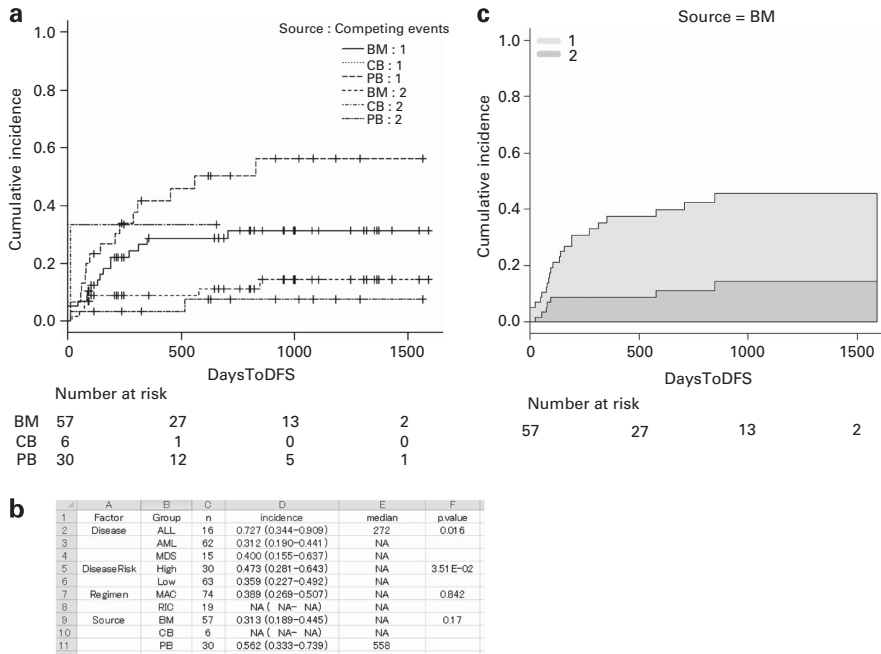 a
1.0
0.8
0.6
0.4
0.2
0.0
Cumulative incidence
Source : Competing events
BM : 1
CB : 1
PB : 1
BM : 2
CB : 2
PB : 2
0 500 1000 1500
DaysToDFS
Number at risk
BM 57 27 13 2
CB 6 1 0 0
PB 30 12 5 1
c
Source = BM
1.0
0.8
0.6
0.4
0.2
0.0
Cumulative incidence
1
2
0 500 1000 1500
DaysToDFS
Number at risk
57 27 13 2
b
A B C D E F
1 Factor Group n incidence median p.value
2 Disease ALL 16 0.727 (0.344-0.909) 272 0.016
3 AML 62 0.312 (0.190-0.441) NA
4 MDS 15 0.400 (0.155-0.637) NA
5 DiseaseRisk High 30 0.473 (0.281-0.643) NA 3.51E-02
6 Low 63 0.359 (0.227-0.492) NA
7 Regimen MAC 74 0.389 (0.269-0.507) NA 0.842
8 RIC 19 NA ( NA- NA) NA
9 Source BM 57 0.313 (0.189-0.445) NA 0.17
10 CB 6 NA ( NA- NA) NA
11 PB 30 0.562 (0.333-0.739) 558